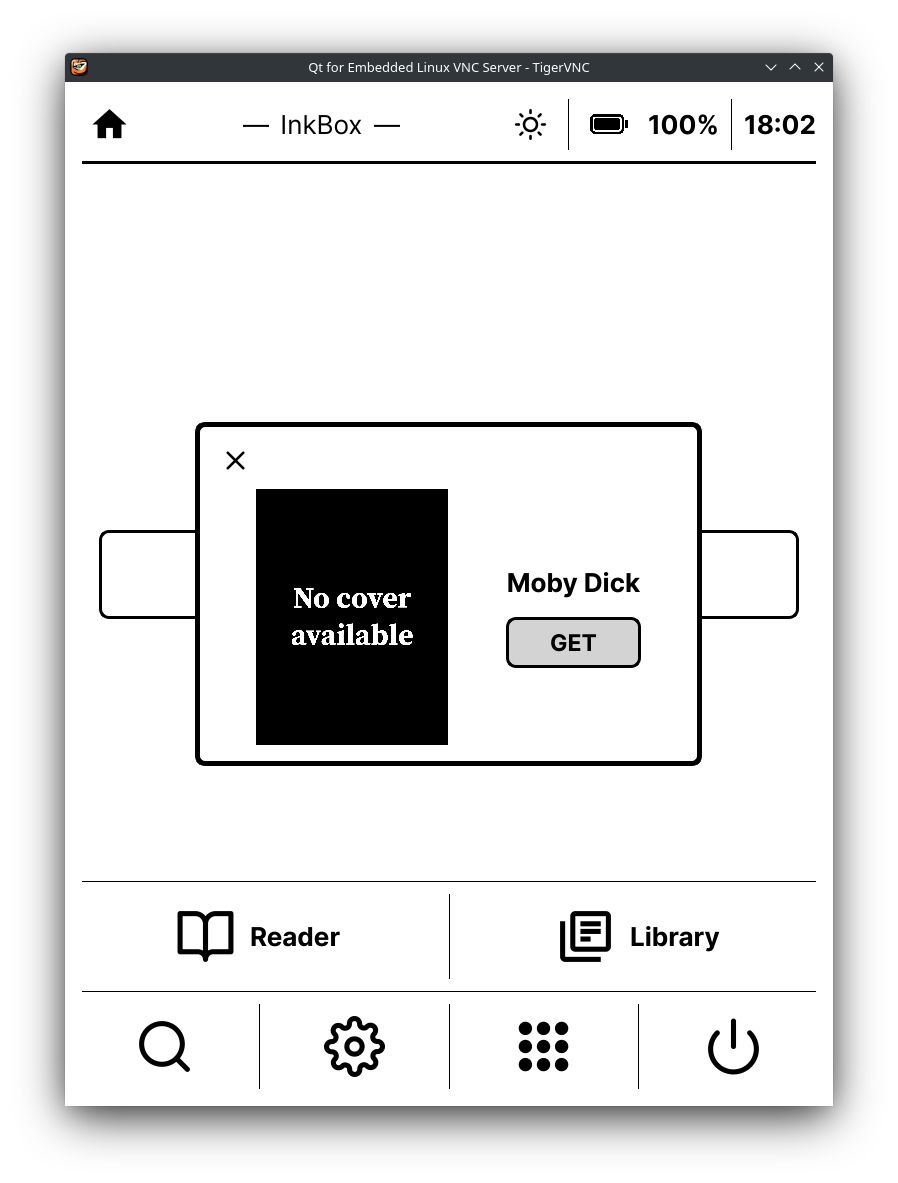 Qt for Embedded Linux VNC Server - TigerVNC
— InkBox —
100%
18:02
No cover
available
Moby Dick
GET
Reader
Library